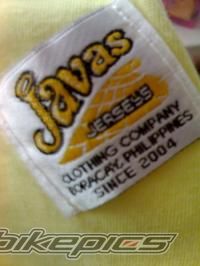 Javas
JERSEYS
CLOTHING COMPANY
BORACAY, PHILIPPINES
SINCE 2004
bikepics